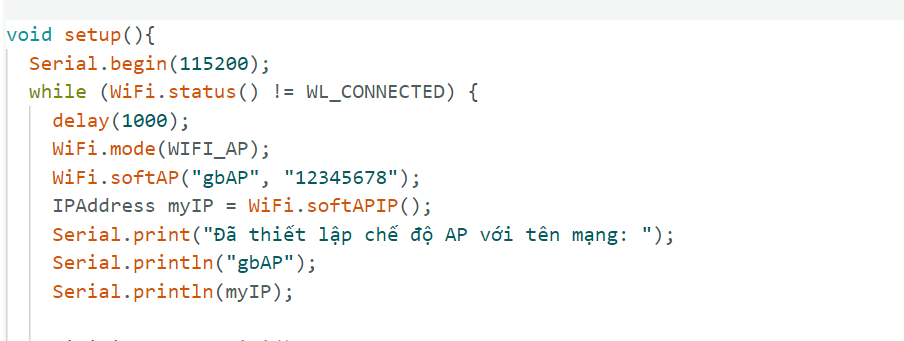 void setup(){
Serial.begin(115200);
while (WiFi.status() != WL_CONNECTED) {
delay(1000);
WiFi.mode(WIFI_AP);
WiFi.softAP("gbAP", "12345678");
IPAddress myIP = WiFi.softAPIP();
Serial.print("Đã thiết lập chế độ AP với tên mạng: ");
Serial.println("gbAP");
Serial.println(myIP);